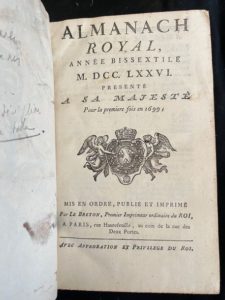 ALMANACH
ROYAL,
ANNÉE BISSEXTILE
M. DCC. LXXVI.
PRÉSENTÉ
A SA MAJESTÉ
Pour la premiere fois en 1699;
MIS EN ORDRE, PUBLIÉ ET IMPRIMÉ
Par LE BRETON, Premier Imprimeur ordinaire du ROI,
A PARIS, rue Hautefeuille, au coin de la rue des
Deux Portes.
AVEC APPROBATION ET PRIVILEGE DU ROI.